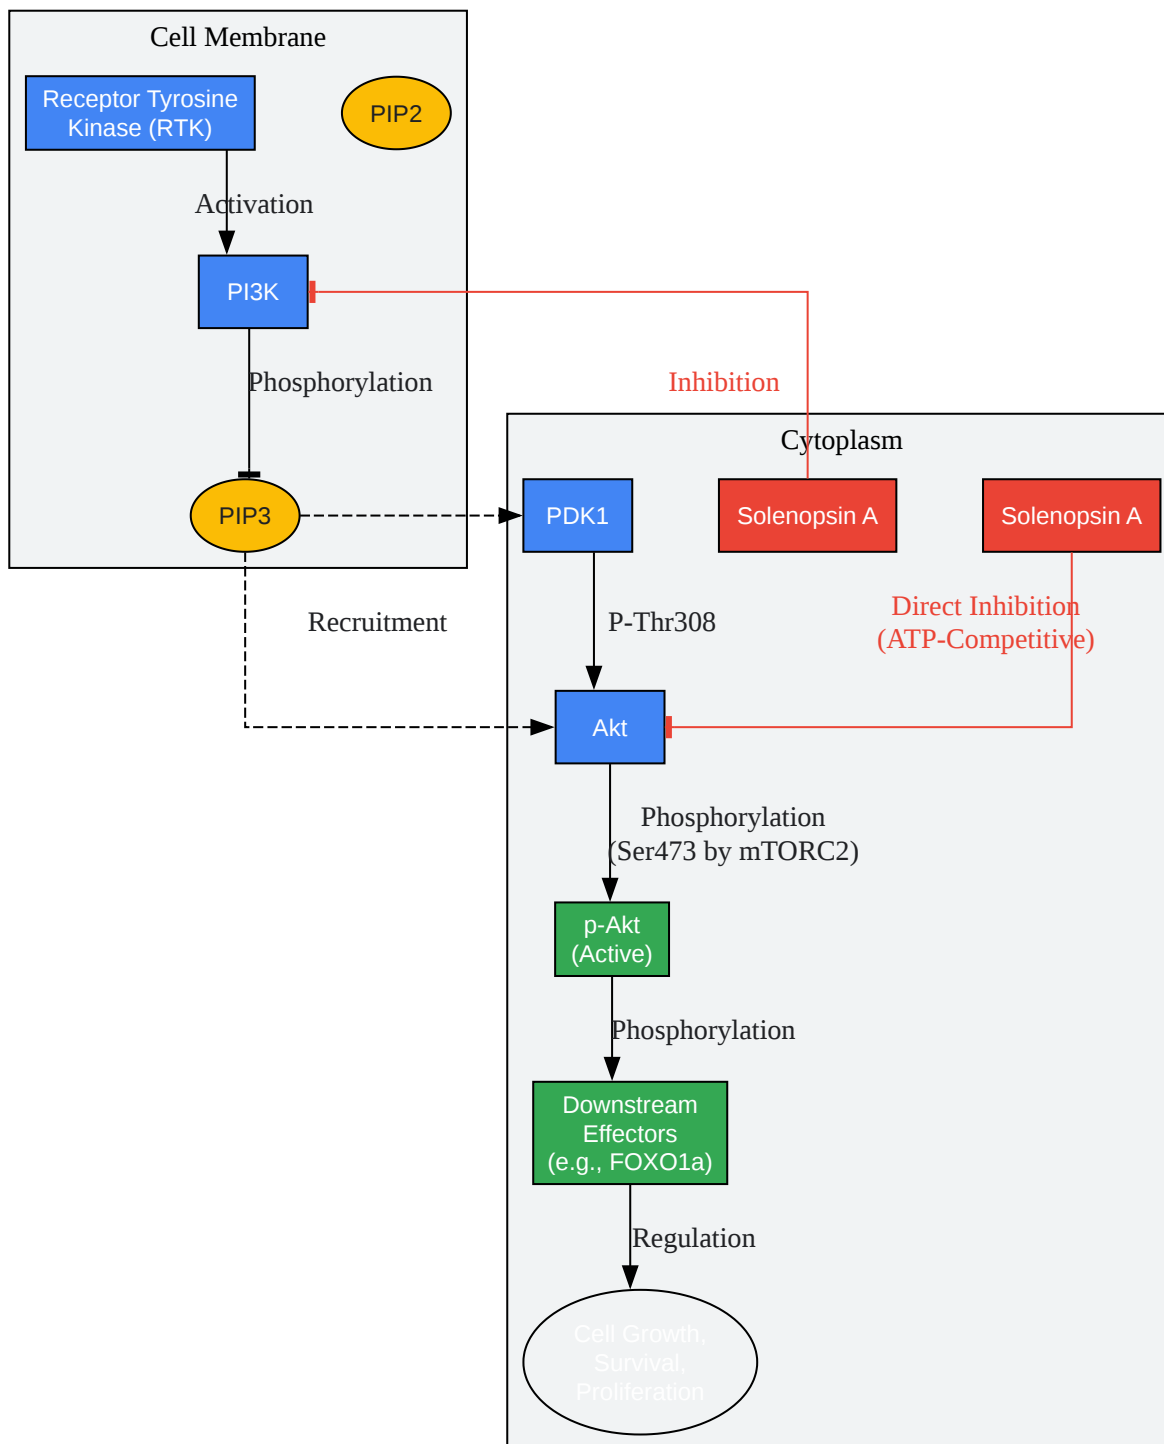 Cell Membrane
Receptor Tyrosine
Kinase (RTK)
PIP2
Activation
PI3K
Phosphorylation
Inhibition
Cytoplasm
PIP3
PDK1
Solenopsin A
Solenopsin A
Recruitment
P-Thr308
Direct Inhibition
(ATP-Competitive)
Akt
Phosphorylation
(Ser473 by mTORC2)
p-Akt
(Active)
Phosphorylation
Downstream
Effectors
(e.g., FOXO1a)
Regulation
Cell Growth,
Survival,
Proliferation